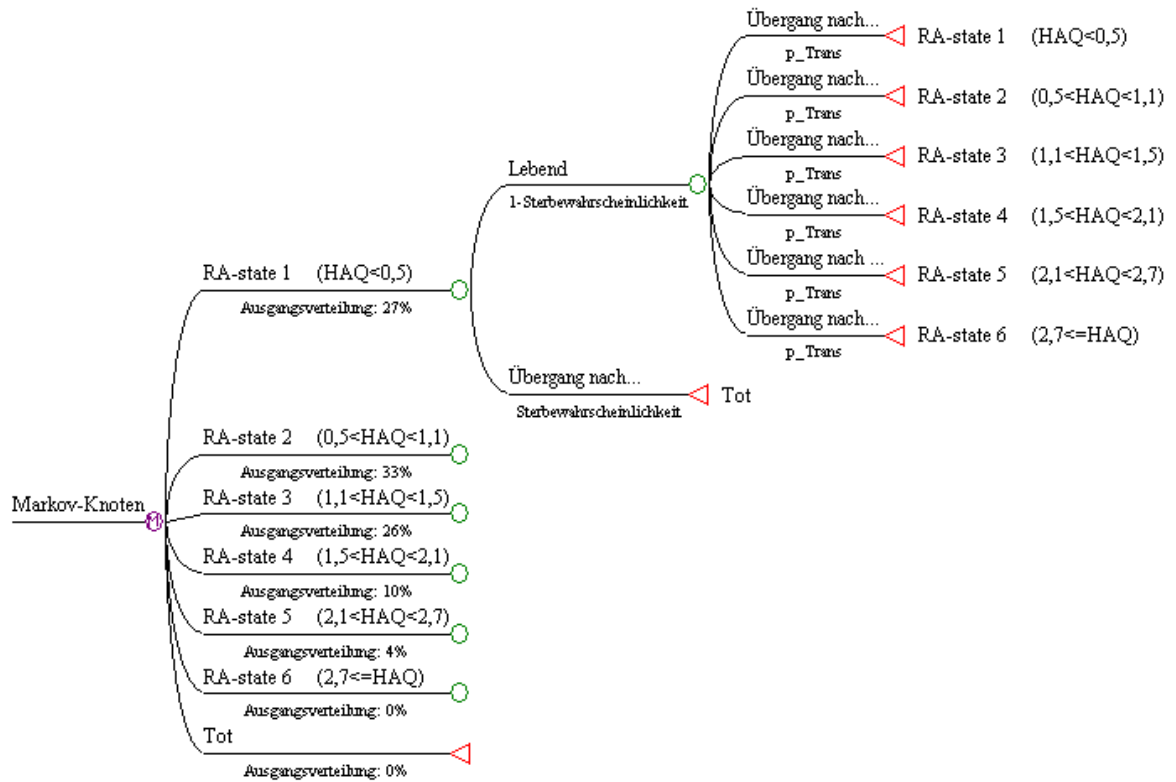 Übergang nach...
RA-state 1 (HAQ<0,5)
p_Trans
Übergang nach...
RA-state 2 (0,5<HAQ<1,1)
p_Trans
Übergang nach...
RA-state 3 (1,1<HAQ<1,5)
p_Trans
Lebend
1-Sterbewahrscheinlichkeit
Übergang nach...
RA-state 4 (1,5<HAQ<2,1)
p_Trans
Übergang nach ...
RA-state 5 (2,1<HAQ<2,7)
p_Trans
Übergang nach...
RA-state 6 (2,7<=HAQ)
p_Trans
RA-state 1 (HAQ<0,5)
Ausgangsverteilung: 27%
Übergang nach...
Tot
Sterbewahrscheinlichkeit
RA-state 2 (0,5<HAQ<1,1)
Ausgangsverteilung: 33%
Markov-Knoten
M
RA-state 3 (1,1<HAQ<1,5)
Ausgangsverteilung: 26%
RA-state 4 (1,5<HAQ<2,1)
Ausgangsverteilung: 10%
RA-state 5 (2,1<HAQ<2,7)
Ausgangsverteilung: 4%
RA-state 6 (2,7<=HAQ)
Ausgangsverteilung: 0%
Tot
Ausgangsverteilung: 0%